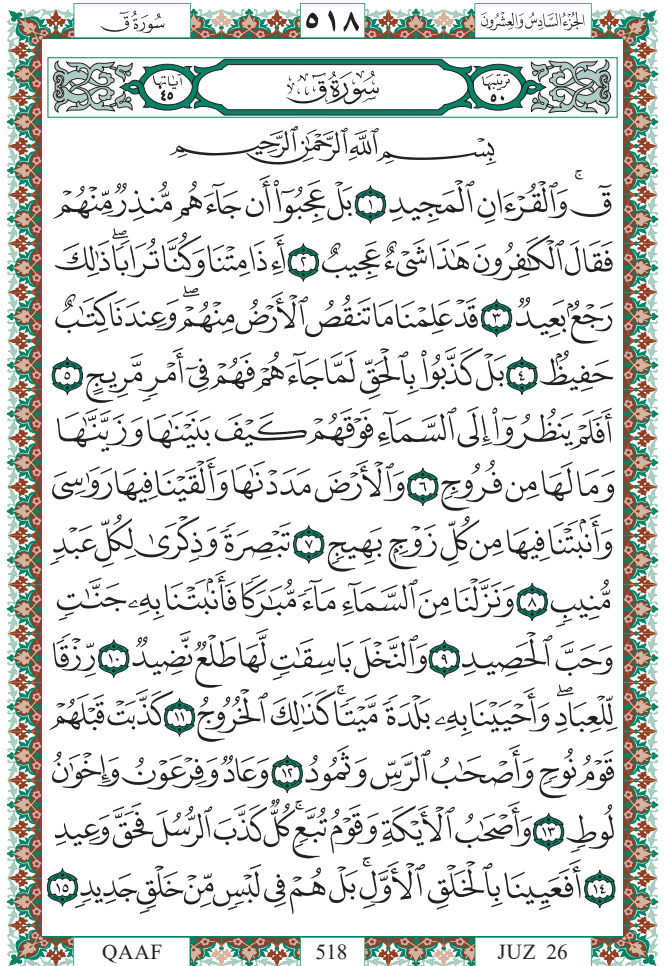 سُورَةُ قٓ ٥١٨ الجُزْءُ السَّادِسُ وَالعِشْرُونَ
آيَاتُهَا ٤٥ سُورَةُ قٓ تَرْتِيبُهَا ٥٠
بِسْمِ ٱللَّهِ ٱلرَّحْمَٰنِ ٱلرَّحِيمِ
قٓۚ وَٱلْقُرْءَانِ ٱلْمَجِيدِ ١ بَلْ عَجِبُوٓا۟ أَن جَآءَهُم مُّنذِرٌ مِّنْهُمْ
فَقَالَ ٱلْكَٰفِرُونَ هَٰذَا شَىْءٌ عَجِيبٌ ٢ أَءِذَا مِتْنَا وَكُنَّا تُرَابًاۖ ذَٰلِكَ
رَجْعٌۢ بَعِيدٌ ٣ قَدْ عَلِمْنَا مَا تَنقُصُ ٱلْأَرْضُ مِنْهُمْۖ وَعِندَنَا كِتَٰبٌ
حَفِيظٌۢ ٤ بَلْ كَذَّبُوا۟ بِٱلْحَقِّ لَمَّا جَآءَهُمْ فَهُمْ فِىٓ أَمْرٍ مَّرِيجٍ ٥
أَفَلَمْ يَنظُرُوٓا۟ إِلَى ٱلسَّمَآءِ فَوْقَهُمْ كَيْفَ بَنَيْنَٰهَا وَزَيَّنَّٰهَا
وَمَا لَهَا مِن فُرُوجٍ ٦ وَٱلْأَرْضَ مَدَدْنَٰهَا وَأَلْقَيْنَا فِيهَا رَوَٰسِىَ
وَأَنۢبَتْنَا فِيهَا مِن كُلِّ زَوْجٍۭ بَهِيجٍ ٧ تَبْصِرَةً وَذِكْرَىٰ لِكُلِّ عَبْدٍ
مُّنِيبٍ ٨ وَنَزَّلْنَا مِنَ ٱلسَّمَآءِ مَآءً مُّبَٰرَكًا فَأَنۢبَتْنَا بِهِۦ جَنَّٰتٍ
وَحَبَّ ٱلْحَصِيدِ ٩ وَٱلنَّخْلَ بَاسِقَٰتٍ لَّهَا طَلْعٌ نَّضِيدٌ ١٠ رِّزْقًا
لِّلْعِبَادِۖ وَأَحْيَيْنَا بِهِۦ بَلْدَةً مَّيْتًاۚ كَذَٰلِكَ ٱلْخُرُوجُ ١١ كَذَّبَتْ قَبْلَهُمْ
قَوْمُ نُوحٍ وَأَصْحَٰبُ ٱلرَّسِّ وَثَمُودُ ١٢ وَعَادٌ وَفِرْعَوْنُ وَإِخْوَٰنُ
لُوطٍ ١٣ وَأَصْحَٰبُ ٱلْأَيْكَةِ وَقَوْمُ تُبَّعٍۚ كُلٌّ كَذَّبَ ٱلرُّسُلَ فَحَقَّ وَعِيدِ
١٤ أَفَعَيِينَا بِٱلْخَلْقِ ٱلْأَوَّلِۚ بَلْ هُمْ فِى لَبْسٍ مِّنْ خَلْقٍ جَدِيدٍ ١٥
QAAF 518 JUZ 26